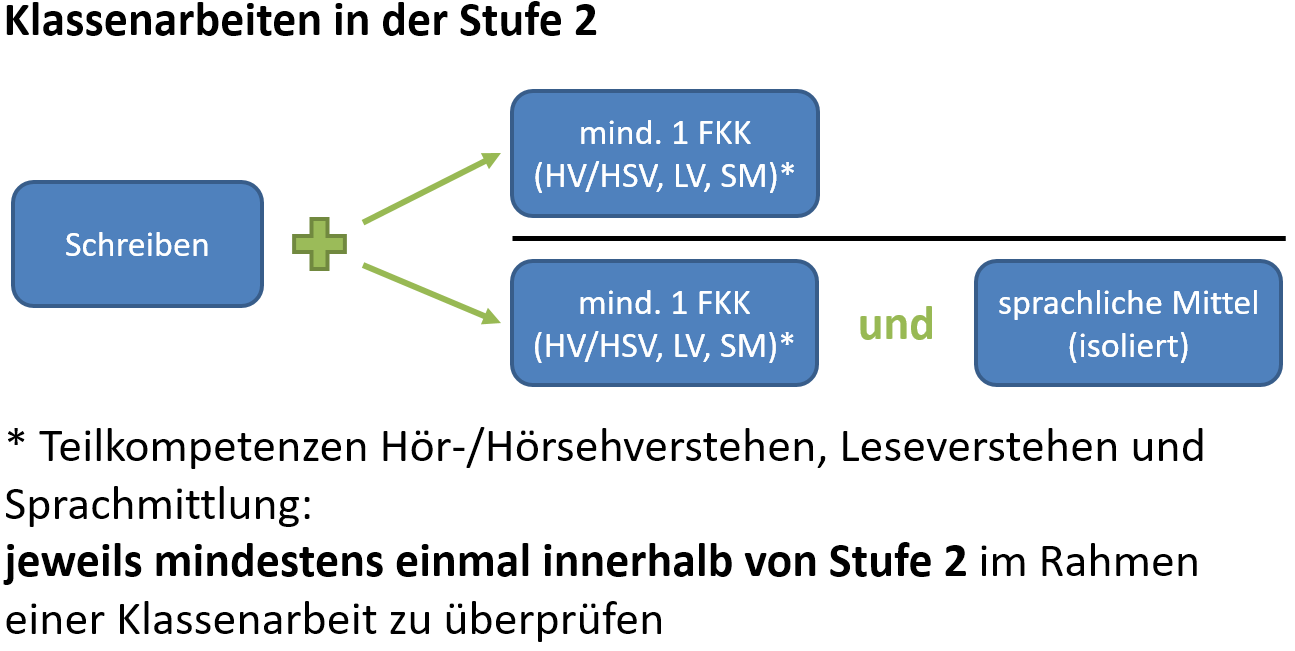 Klassenarbeiten in der Stufe 2
Schreiben
mind. 1 FKK
(HV/HSV, LV, SM)*
mind. 1 FKK
(HV/HSV, LV, SM)*
und
sprachliche Mittel
(isoliert)
* Teilkompetenzen Hör-/Hörsehverstehen, Leseverstehen und
Sprachmittlung:
jeweils mindestens einmal innerhalb von Stufe 2 im Rahmen
einer Klassenarbeit zu überprüfen